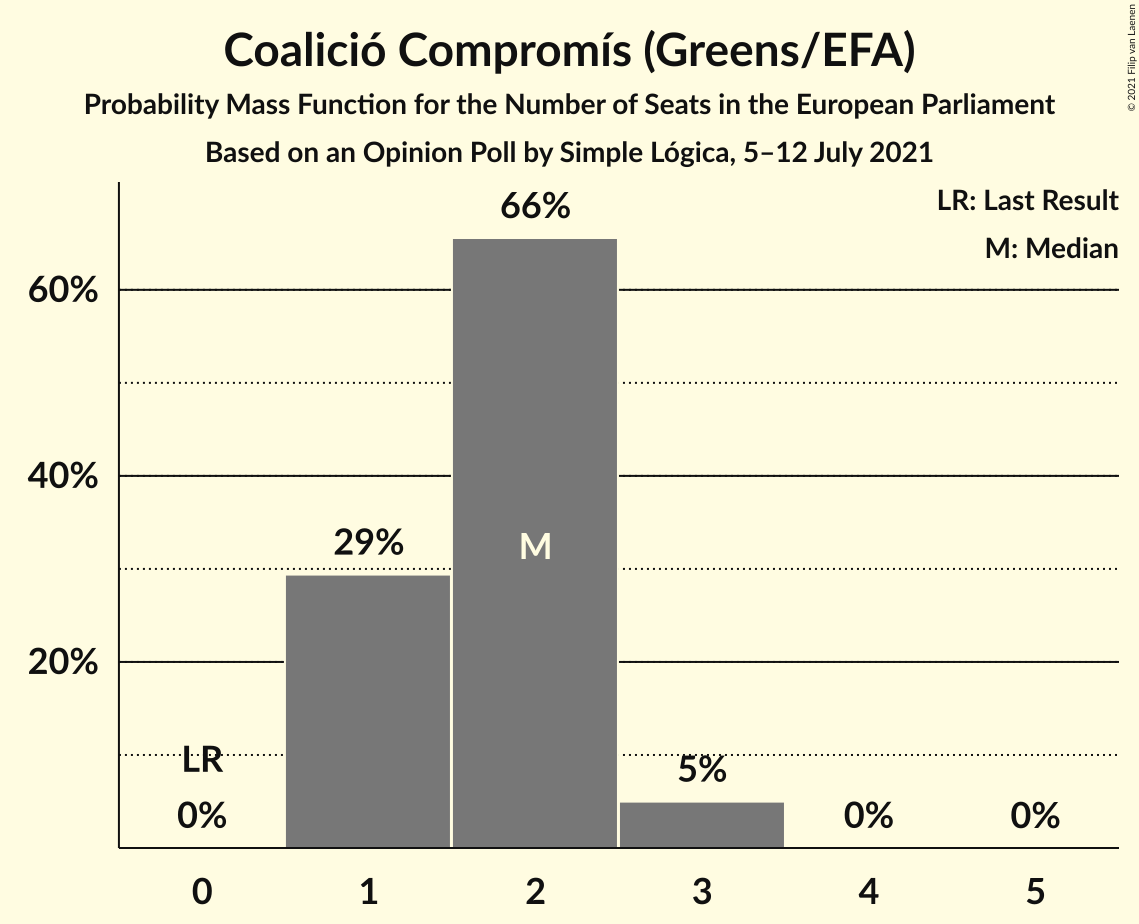 Coalició Compromís (Greens/EFA)
Probability Mass Function for the Number of Seats in the European Parliament
Based on an Opinion Poll by Simple Lógica, 5–12 July 2021
© 2021 Filip van Laenen
LR: Last Result
M: Median
66%
60%
40%
29%
M
20%
LR
5%
0%
0%
0%
0 1 2 3 4 5